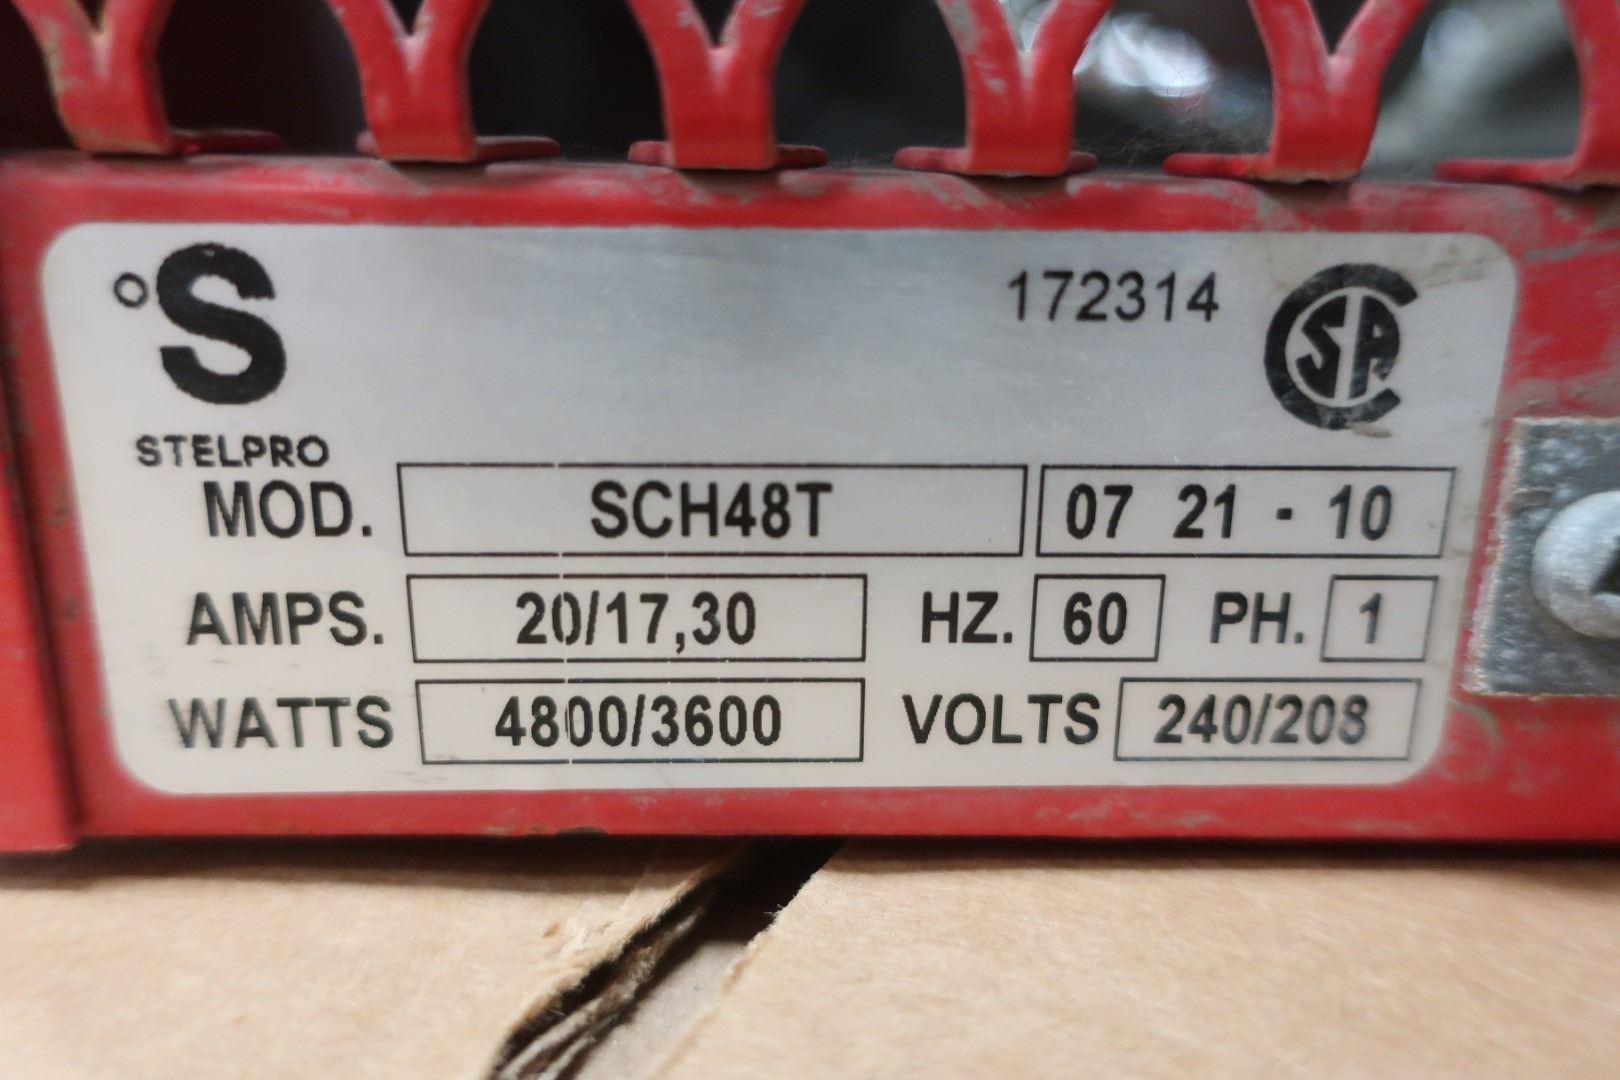 °S
172314
CSA
STELPRO
MOD. SCH48T 07 21 - 10
AMPS. 20/17,30 HZ. 60 PH. 1
WATTS 4800/3600 VOLTS 240/208